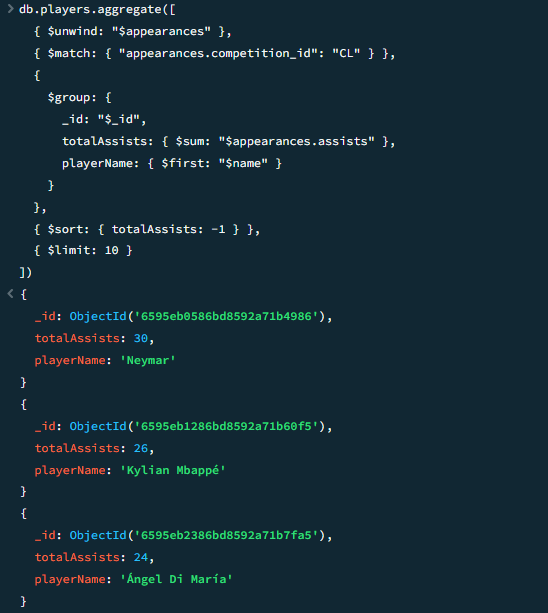 > db.players.aggregate([
{ $unwind: "$appearances" },
{ $match: { "appearances.competition_id": "CL" } },
{
$group: {
_id: "$_id",
totalAssists: { $sum: "$appearances.assists" },
playerName: { $first: "$name" }
}
},
{ $sort: { totalAssists: -1 } },
{ $limit: 10 }
])
< {
_id: ObjectId('6595eb0586bd8592a71b4986'),
totalAssists: 30,
playerName: 'Neymar'
}
{
_id: ObjectId('6595eb1286bd8592a71b60f5'),
totalAssists: 26,
playerName: 'Kylian Mbappé'
}
{
_id: ObjectId('6595eb2386bd8592a71b7fa5'),
totalAssists: 24,
playerName: 'Ángel Di María'
}